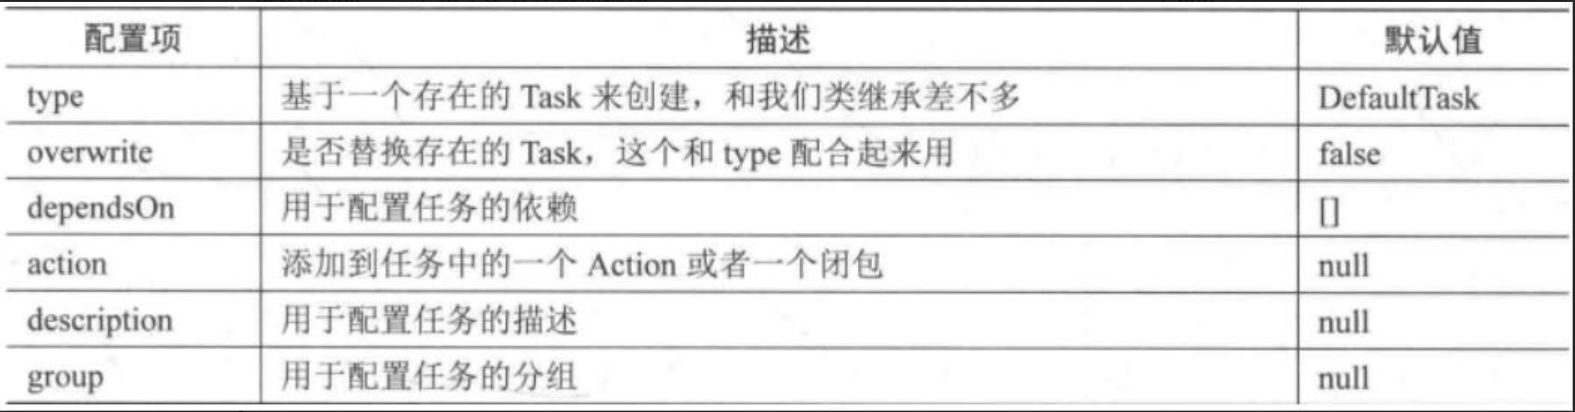 配置项 描述 默认值
type 基于一个存在的 Task 来创建，和我们类继承差不多 DefaultTask
overwrite 是否替换存在的 Task，这个和 type 配合起来用 false
dependsOn 用于配置任务的依赖 []
action 添加到任务中的一个 Action 或者一个闭包 null
description 用于配置任务的描述 null
group 用于配置任务的分组 null